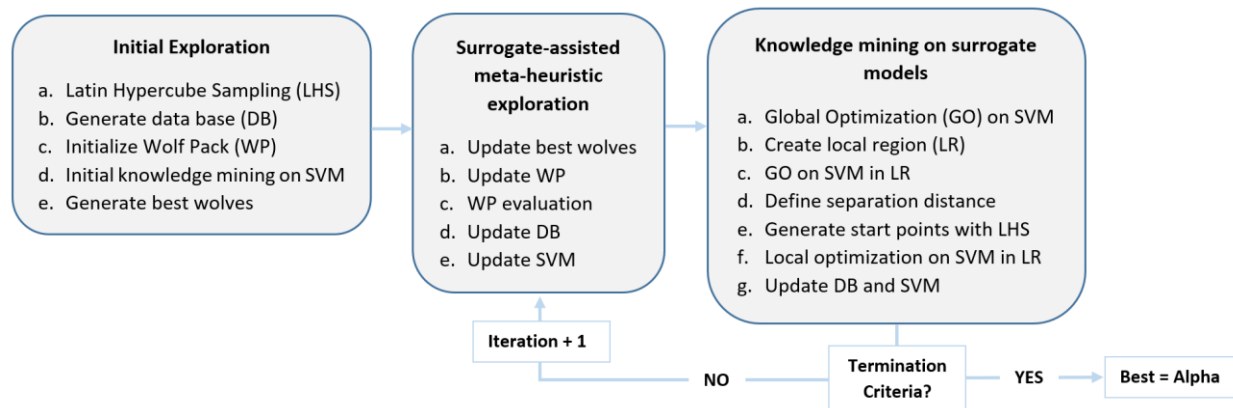 Initial Exploration
a. Latin Hypercube Sampling (LHS)
b. Generate data base (DB)
c. Initialize Wolf Pack (WP)
d. Initial knowledge mining on SVM
e. Generate best wolves
Surrogate-assisted
meta-heuristic
exploration
a. Update best wolves
b. Update WP
c. WP evaluation
d. Update DB
e. Update SVM
Knowledge mining on surrogate
models
a. Global Optimization (GO) on SVM
b. Create local region (LR)
c. GO on SVM in LR
d. Define separation distance
e. Generate start points with LHS
f. Local optimization on SVM in LR
g. Update DB and SVM
Iteration + 1
NO
Termination
Criteria?
YES
Best = Alpha